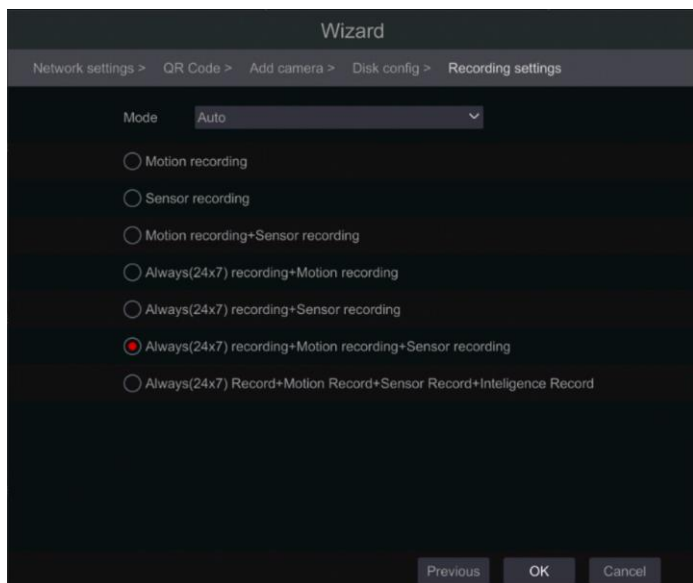 Wizard
Network settings > QR Code > Add camera > Disk config > Recording settings
Mode Auto
Motion recording
Sensor recording
Motion recording+Sensor recording
Always(24x7) recording+Motion recording
Always(24x7) recording+Sensor recording
Always(24x7) recording+Motion recording+Sensor recording
Always(24x7) Record+Motion Record+Sensor Record+Inteligence Record
Previous OK Cancel